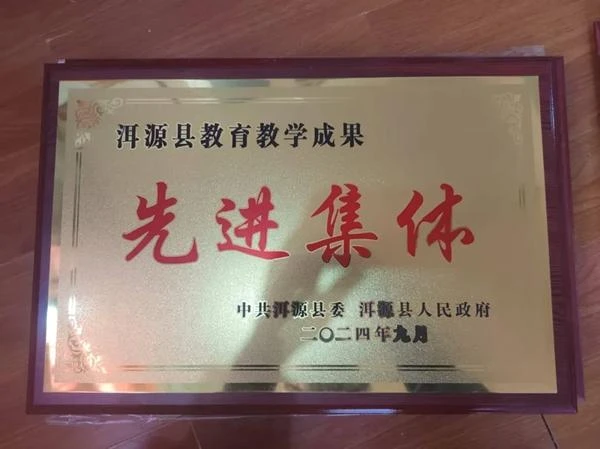 洱源县教育教学成果
先进集体
中共洱源县委 洱源县人民政府
二〇二四年九月